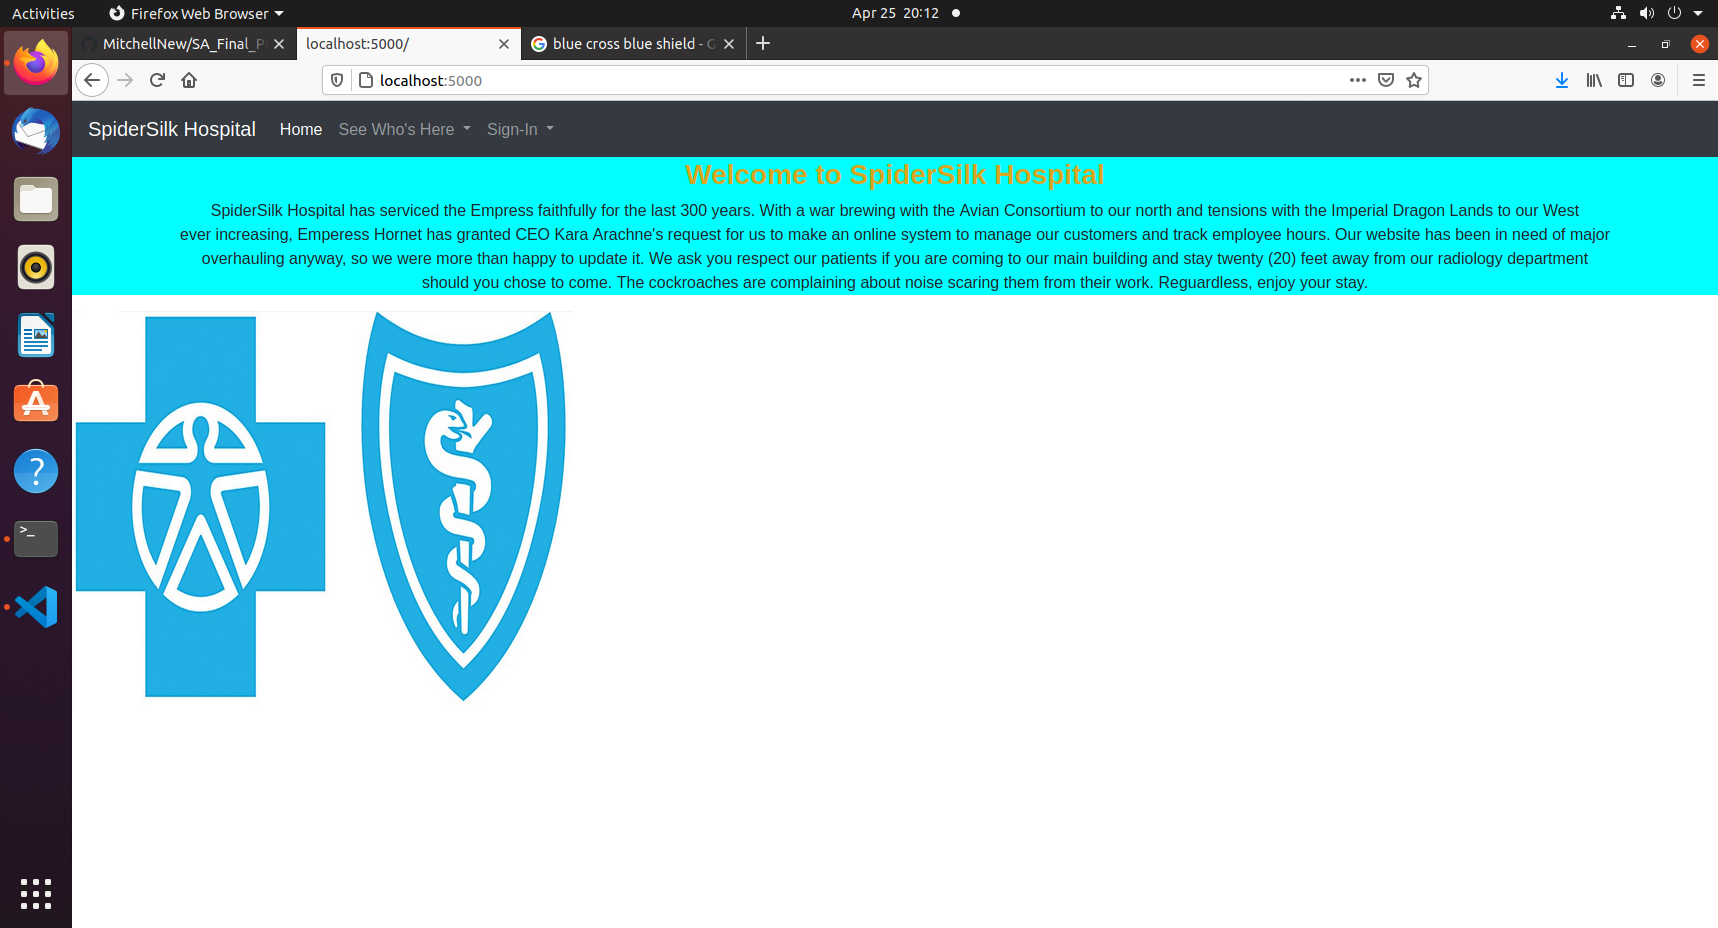 Activities
Firefox Web Browser
Apr 25 20:12
MitchellNew/SA_Final_P
localhost:5000/
blue cross blue shield - G
localhost:5000
SpiderSilk Hospital
Home
See Who's Here
Sign-In
Welcome to SpiderSilk Hospital
SpiderSilk Hospital has serviced the Empress faithfully for the last 300 years. With a war brewing with the Avian Consortium to our north and tensions with the Imperial Dragon Lands to our West
ever increasing, Emperess Hornet has granted CEO Kara Arachne's request for us to make an online system to manage our customers and track employee hours. Our website has been in need of major
overhauling anyway, so we were more than happy to update it. We ask you respect our patients if you are coming to our main building and stay twenty (20) feet away from our radiology department
should you chose to come. The cockroaches are complaining about noise scaring them from their work. Reguardless, enjoy your stay.